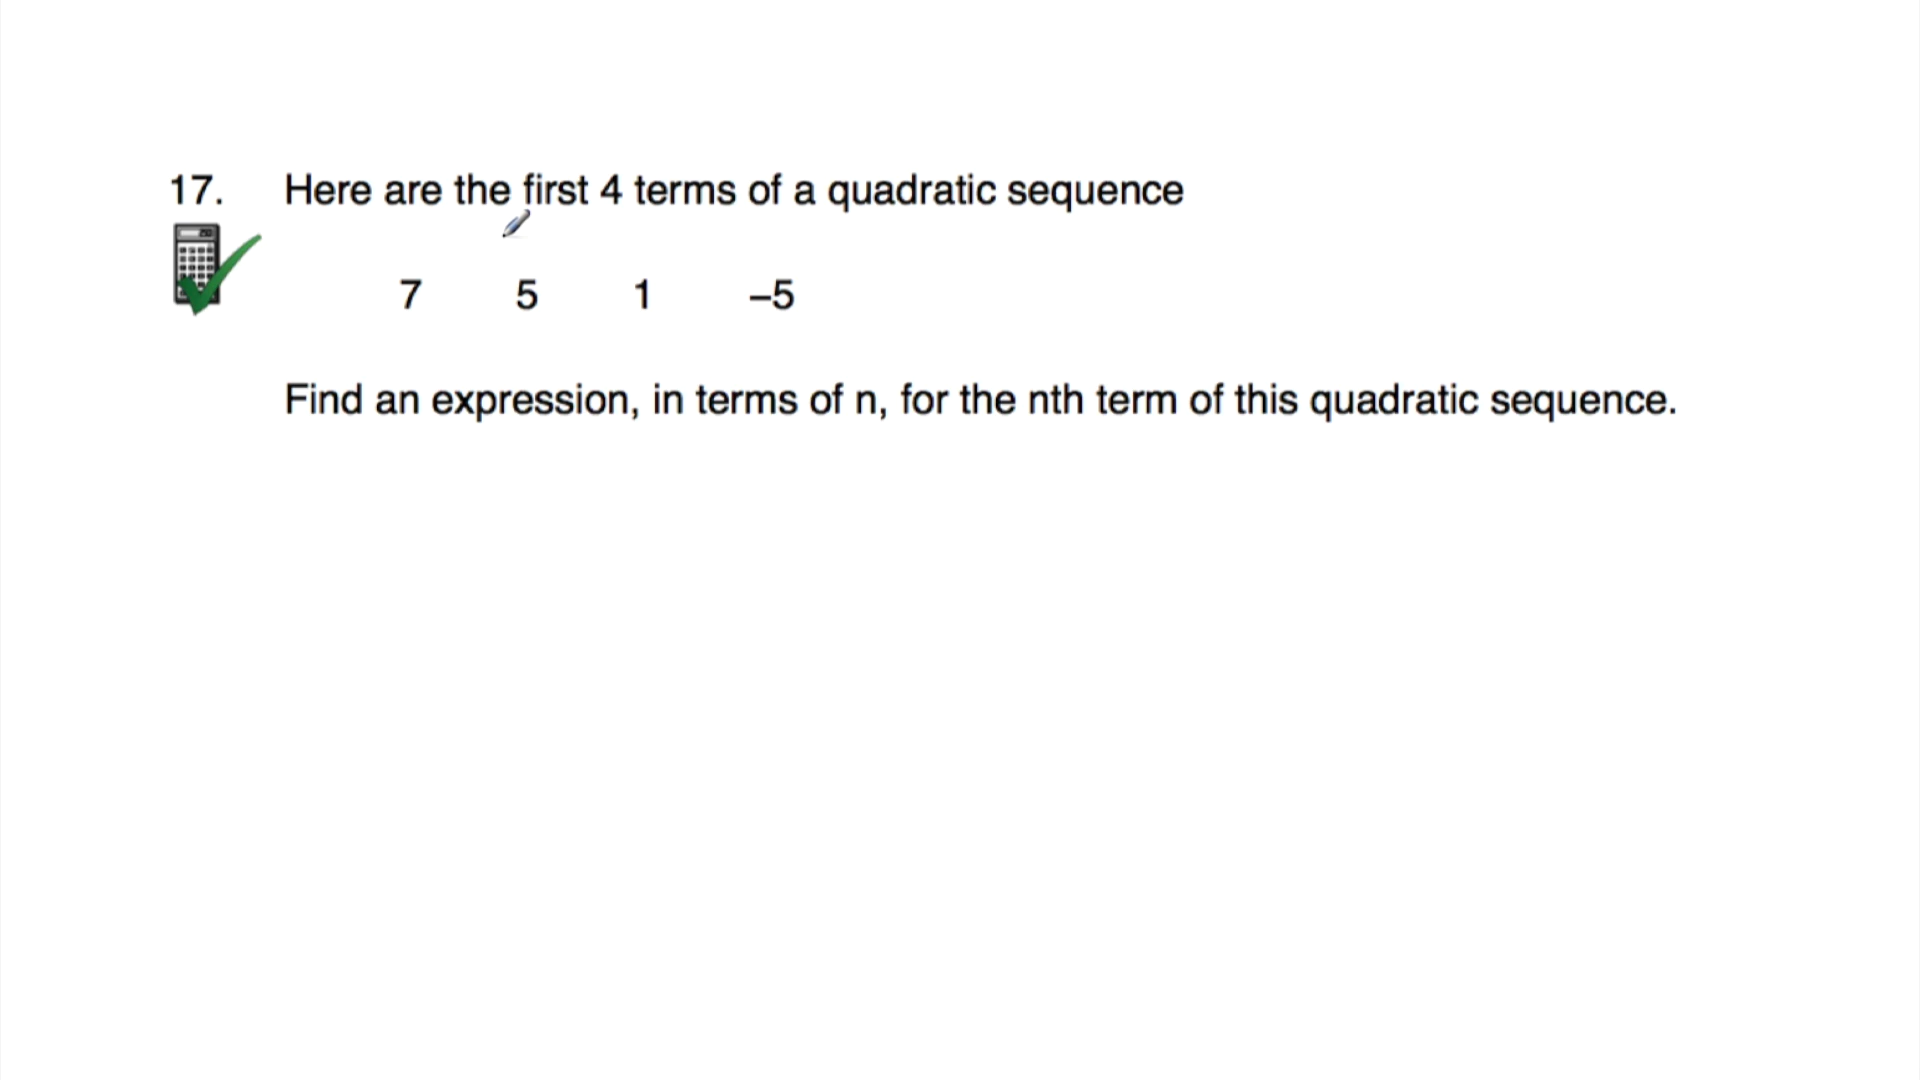 17. Here are the first 4 terms of a quadratic sequence
7 5 1 –5
Find an expression, in terms of n, for the nth term of this quadratic sequence.